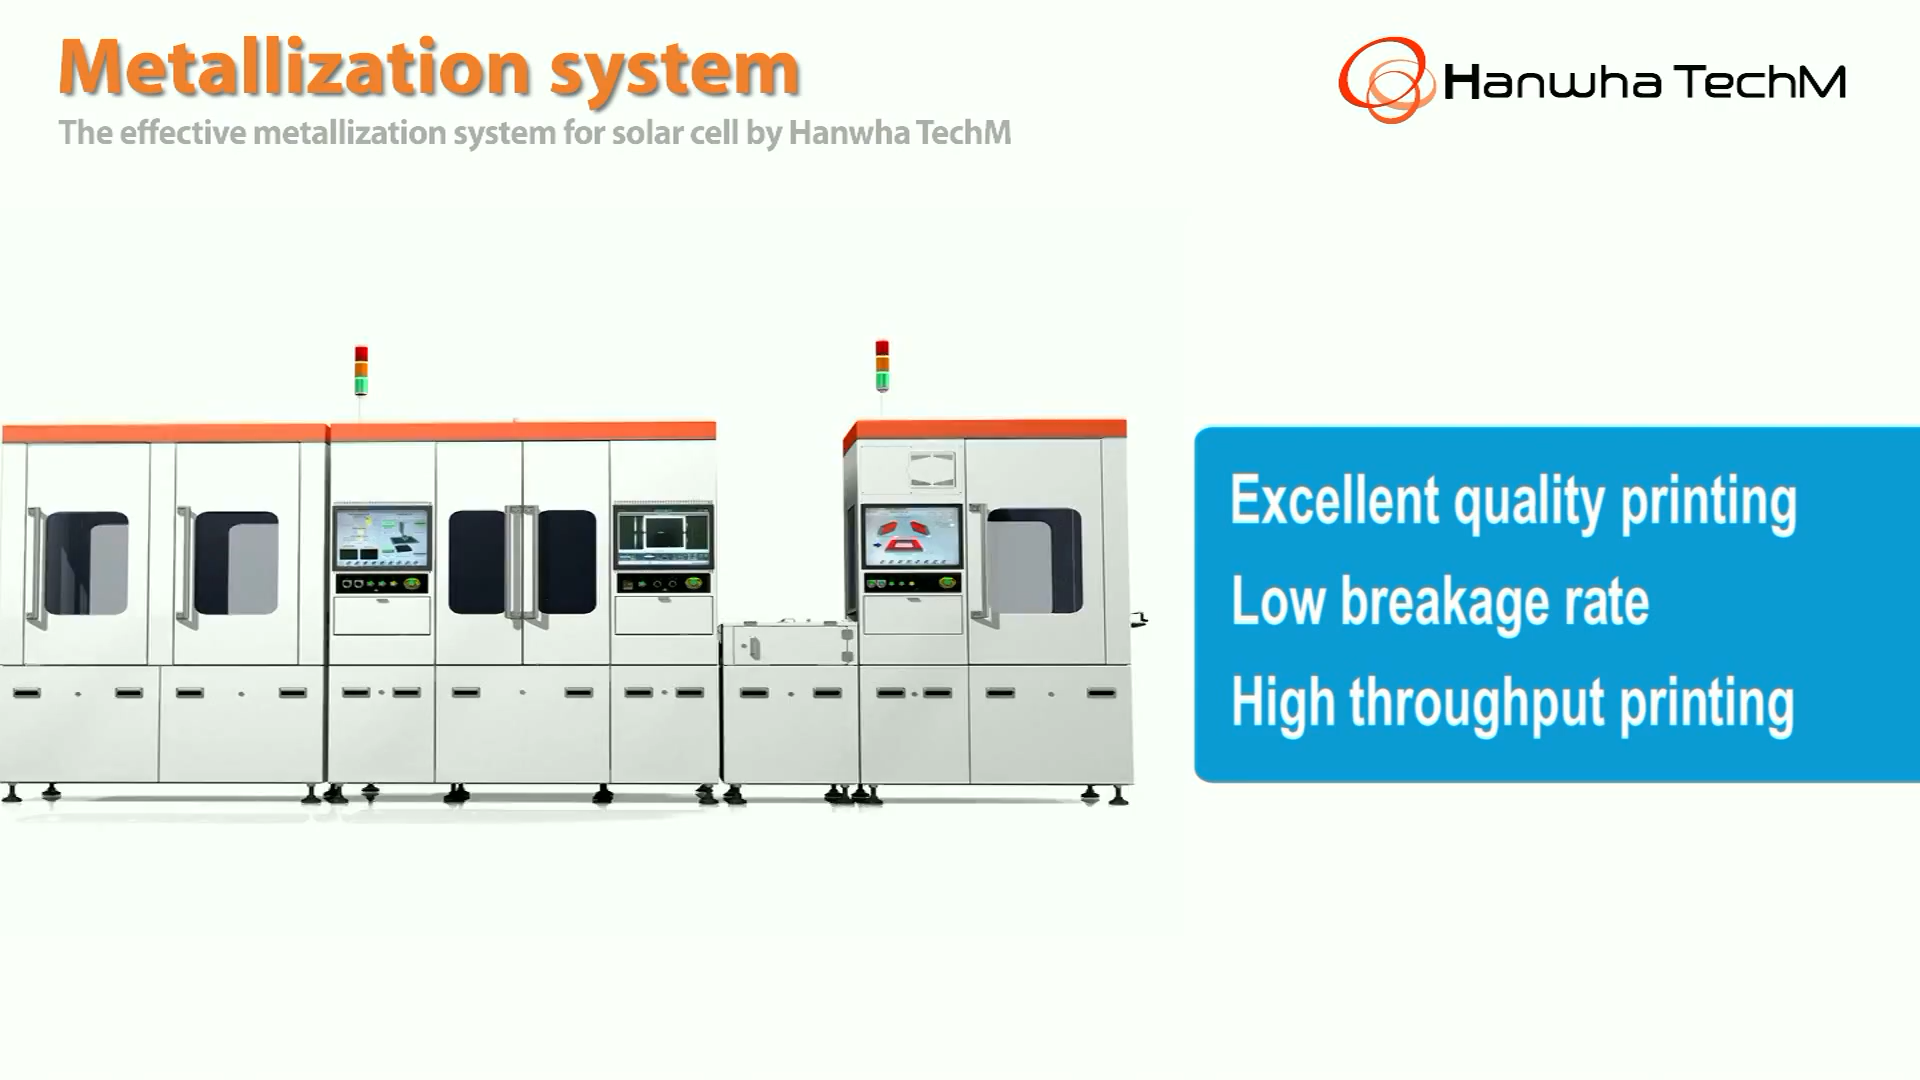 Metallization system
The effective metallization system for solar cell by Hanwha TechM
Hanwha TechM
Excellent quality printing
Low breakage rate
High throughput printing